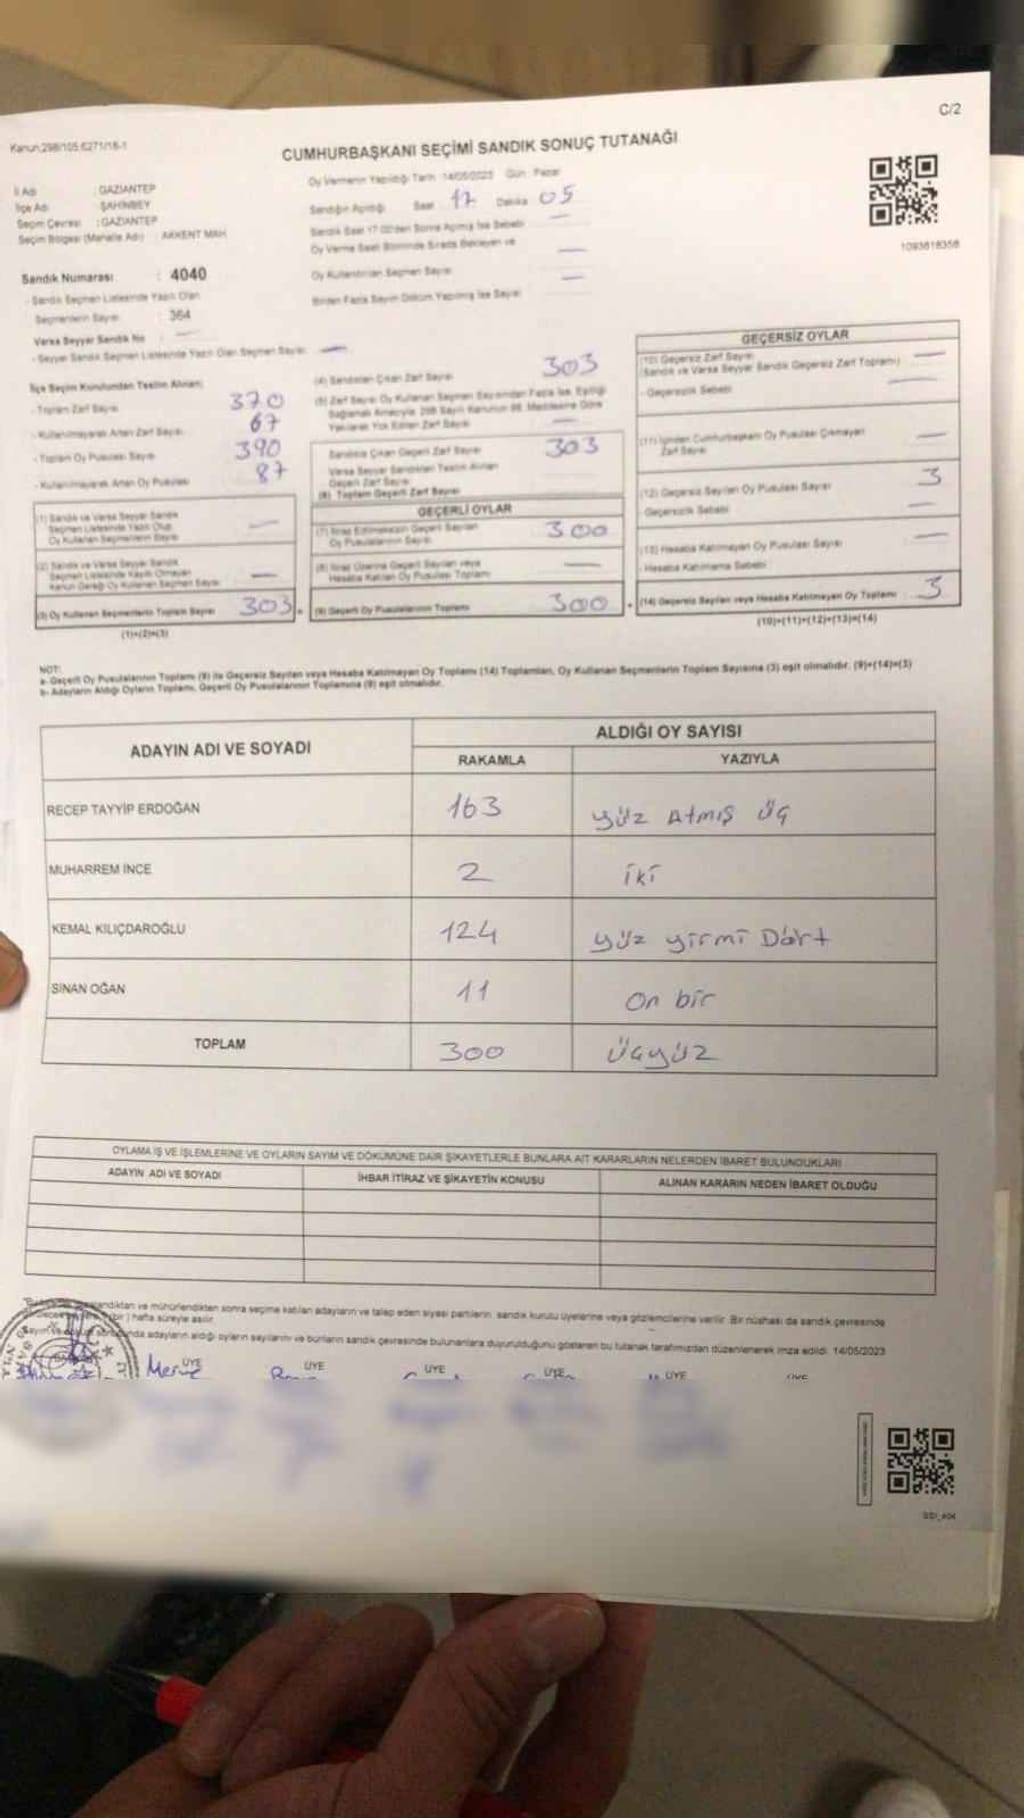 C/2
Kanun:298/105,6271/18-1
CUMHURBAŞKANI SEÇİMİ SANDIK SONUÇ TUTANAĞI
İl Adı : GAZİANTEP
İlçe Adı : ŞAHİNBEY
Seçim Çevresi : GAZİANTEP
Seçim Bölgesi (Mahalle Adı) : AKKENT MAH.
Oy Vermenin Yapıldığı Tarih 14/05/2023 Gün Pazar
Sandığın Açıldığı Saat 17 Dakika 05
Sandık Saat 17.00'den Sonra Açılmış İse Sebebi —
Oy Verme Saati Bitiminde Sırada Bekleyen ve
Oy Kullandırılan Seçmen Sayısı —
Birden Fazla Sayım Döküm Yapılmış İse Sayısı —
1093618358
Sandık Numarası : 4040
- Sandık Seçmen Listesinde Yazılı Olan
Seçmenlerin Sayısı : 364
Varsa Seyyar Sandık No —
- Seyyar Sandık Seçmen Listesinde Yazılı Olan Seçmen Sayısı —
İlçe Seçim Kurulundan Teslim Alınan;
- Toplam Zarf Sayısı 370
- Kullanılmayarak Artan Zarf Sayısı 67
- Toplam Oy Pusulası Sayısı 390
- Kullanılmayarak Artan Oy Pusulası 87
(1) Sandık ve Varsa Seyyar Sandık
Seçmen Listesinde Yazılı Olup
Oy Kullanan Seçmenlerin Sayısı —
(2) Sandık ve Varsa Seyyar Sandık
Seçmen Listesinde Kayıtlı Olmayan
Kanun Gereği Oy Kullanan Seçmen Sayısı —
(3) Oy Kullanan Seçmenlerin Toplam Sayısı 303
(1)+(2)=(3)
(4) Sandıktan Çıkan Zarf Sayısı 303
(5) Zarf Sayısı Oy Kullanan Seçmen Sayısından Fazla İse, Eşitliği
Sağlamak Amacıyla 298 Sayılı Kanunun 98. Maddesine Göre
Yakılarak Yok Edilen Zarf Sayısı —
Sandıkta Çıkan Geçerli Zarf Sayısı 303
Varsa Seyyar Sandıktan Teslim Alınan
Geçerli Zarf Sayısı
(6) Toplam Geçerli Zarf Sayısı
GEÇERLİ OYLAR
(7) İtiraz Edilmeksizin Geçerli Sayılan
Oy Pusulalarının Sayısı 300
(8) İtiraz Üzerine Geçerli Sayılan veya
Hesaba Katılan Oy Pusulası Toplamı —
(9) Geçerli Oy Pusulalarının Toplamı 300
GEÇERSİZ OYLAR
(10) Geçersiz Zarf Sayısı —
(Sandık ve Varsa Seyyar Sandık Geçersiz Zarf Toplamı)
- Geçersizlik Sebebi —
(11) İçinden Cumhurbaşkanı Oy Pusulası Çıkmayan
Zarf Sayısı —
(12) Geçersiz Sayılan Oy Pusulası Sayısı 3
Geçersizlik Sebebi —
(13) Hesaba Katılmayan Oy Pusulası Sayısı —
- Hesaba Katılmama Sebebi
(14) Geçersiz Sayılan veya Hesaba Katılmayan Oy Toplamı 3
(10)+(11)+(12)+(13)=(14)
NOT:
a- Geçerli Oy Pusulalarının Toplamı (9) ile Geçersiz Sayılan veya Hesaba Katılmayan Oy Toplamı (14) Toplamları, Oy Kullanan Seçmenlerin Toplam Sayısına (3) eşit olmalıdır. (9)+(14)=(3)
b- Adayların Aldığı Oyların Toplamı, Geçerli Oy Pusulalarının Toplamına (9) eşit olmalıdır.
ADAYIN ADI VE SOYADI
ALDIĞI OY SAYISI
RAKAMLA YAZIYLA
RECEP TAYYİP ERDOĞAN 163 yüz Atmış üç
MUHARREM İNCE 2 iki
KEMAL KILIÇDAROĞLU 124 yüz yirmi Dört
SİNAN OĞAN 11 On bir
TOPLAM 300 üçyüz
OYLAMA İŞ VE İŞLEMLERİNE VE OYLARIN SAYIM VE DÖKÜMÜNE DAİR ŞİKAYETLERLE BUNLARA AİT KARARLARIN NELERDEN İBARET BULUNDUKLARI
ADAYIN ADI VE SOYADI İHBAR İTİRAZ VE ŞİKAYETİN KONUSU ALINAN KARARIN NEDEN İBARET OLDUĞU
ve mühürlendikten sonra seçime katılan adayların ve talep eden siyasi partilerin sandık kurulu üyelerine veya gözlemcilerine verilir. Bir nüshası da sandık çevresinde
hafta süreyle asılır.
adayların aldığı oyların sayılarını ve bunların sandık çevresinde bulunanlara duyurulduğunu gösteren bu tutanak tarafımızdan düzenlenerek imza edildi. 14/05/2023
ÜYE ÜYE ÜYE ÜYE ÜYE ÜYE
Merve